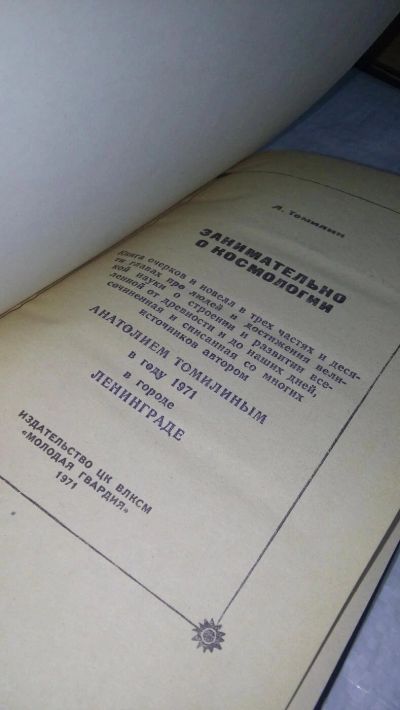 А. Томилин
ЗАНИМАТЕЛЬНО
О КОСМОЛОГИИ
Книга очерков и новелл в трех частях и деся-
ти главах про людей и достижения вели-
кой науки о строении и развитии все-
ленной от древности и до наших дней,
сочиненная и списанная со многих
источников автором
АНАТОЛИЕМ ТОМИЛИНЫМ
в году 1971
в городе
ЛЕНИНГРАДЕ
ИЗДАТЕЛЬСТВО ЦК ВЛКСМ
«МОЛОДАЯ ГВАРДИЯ»
1971